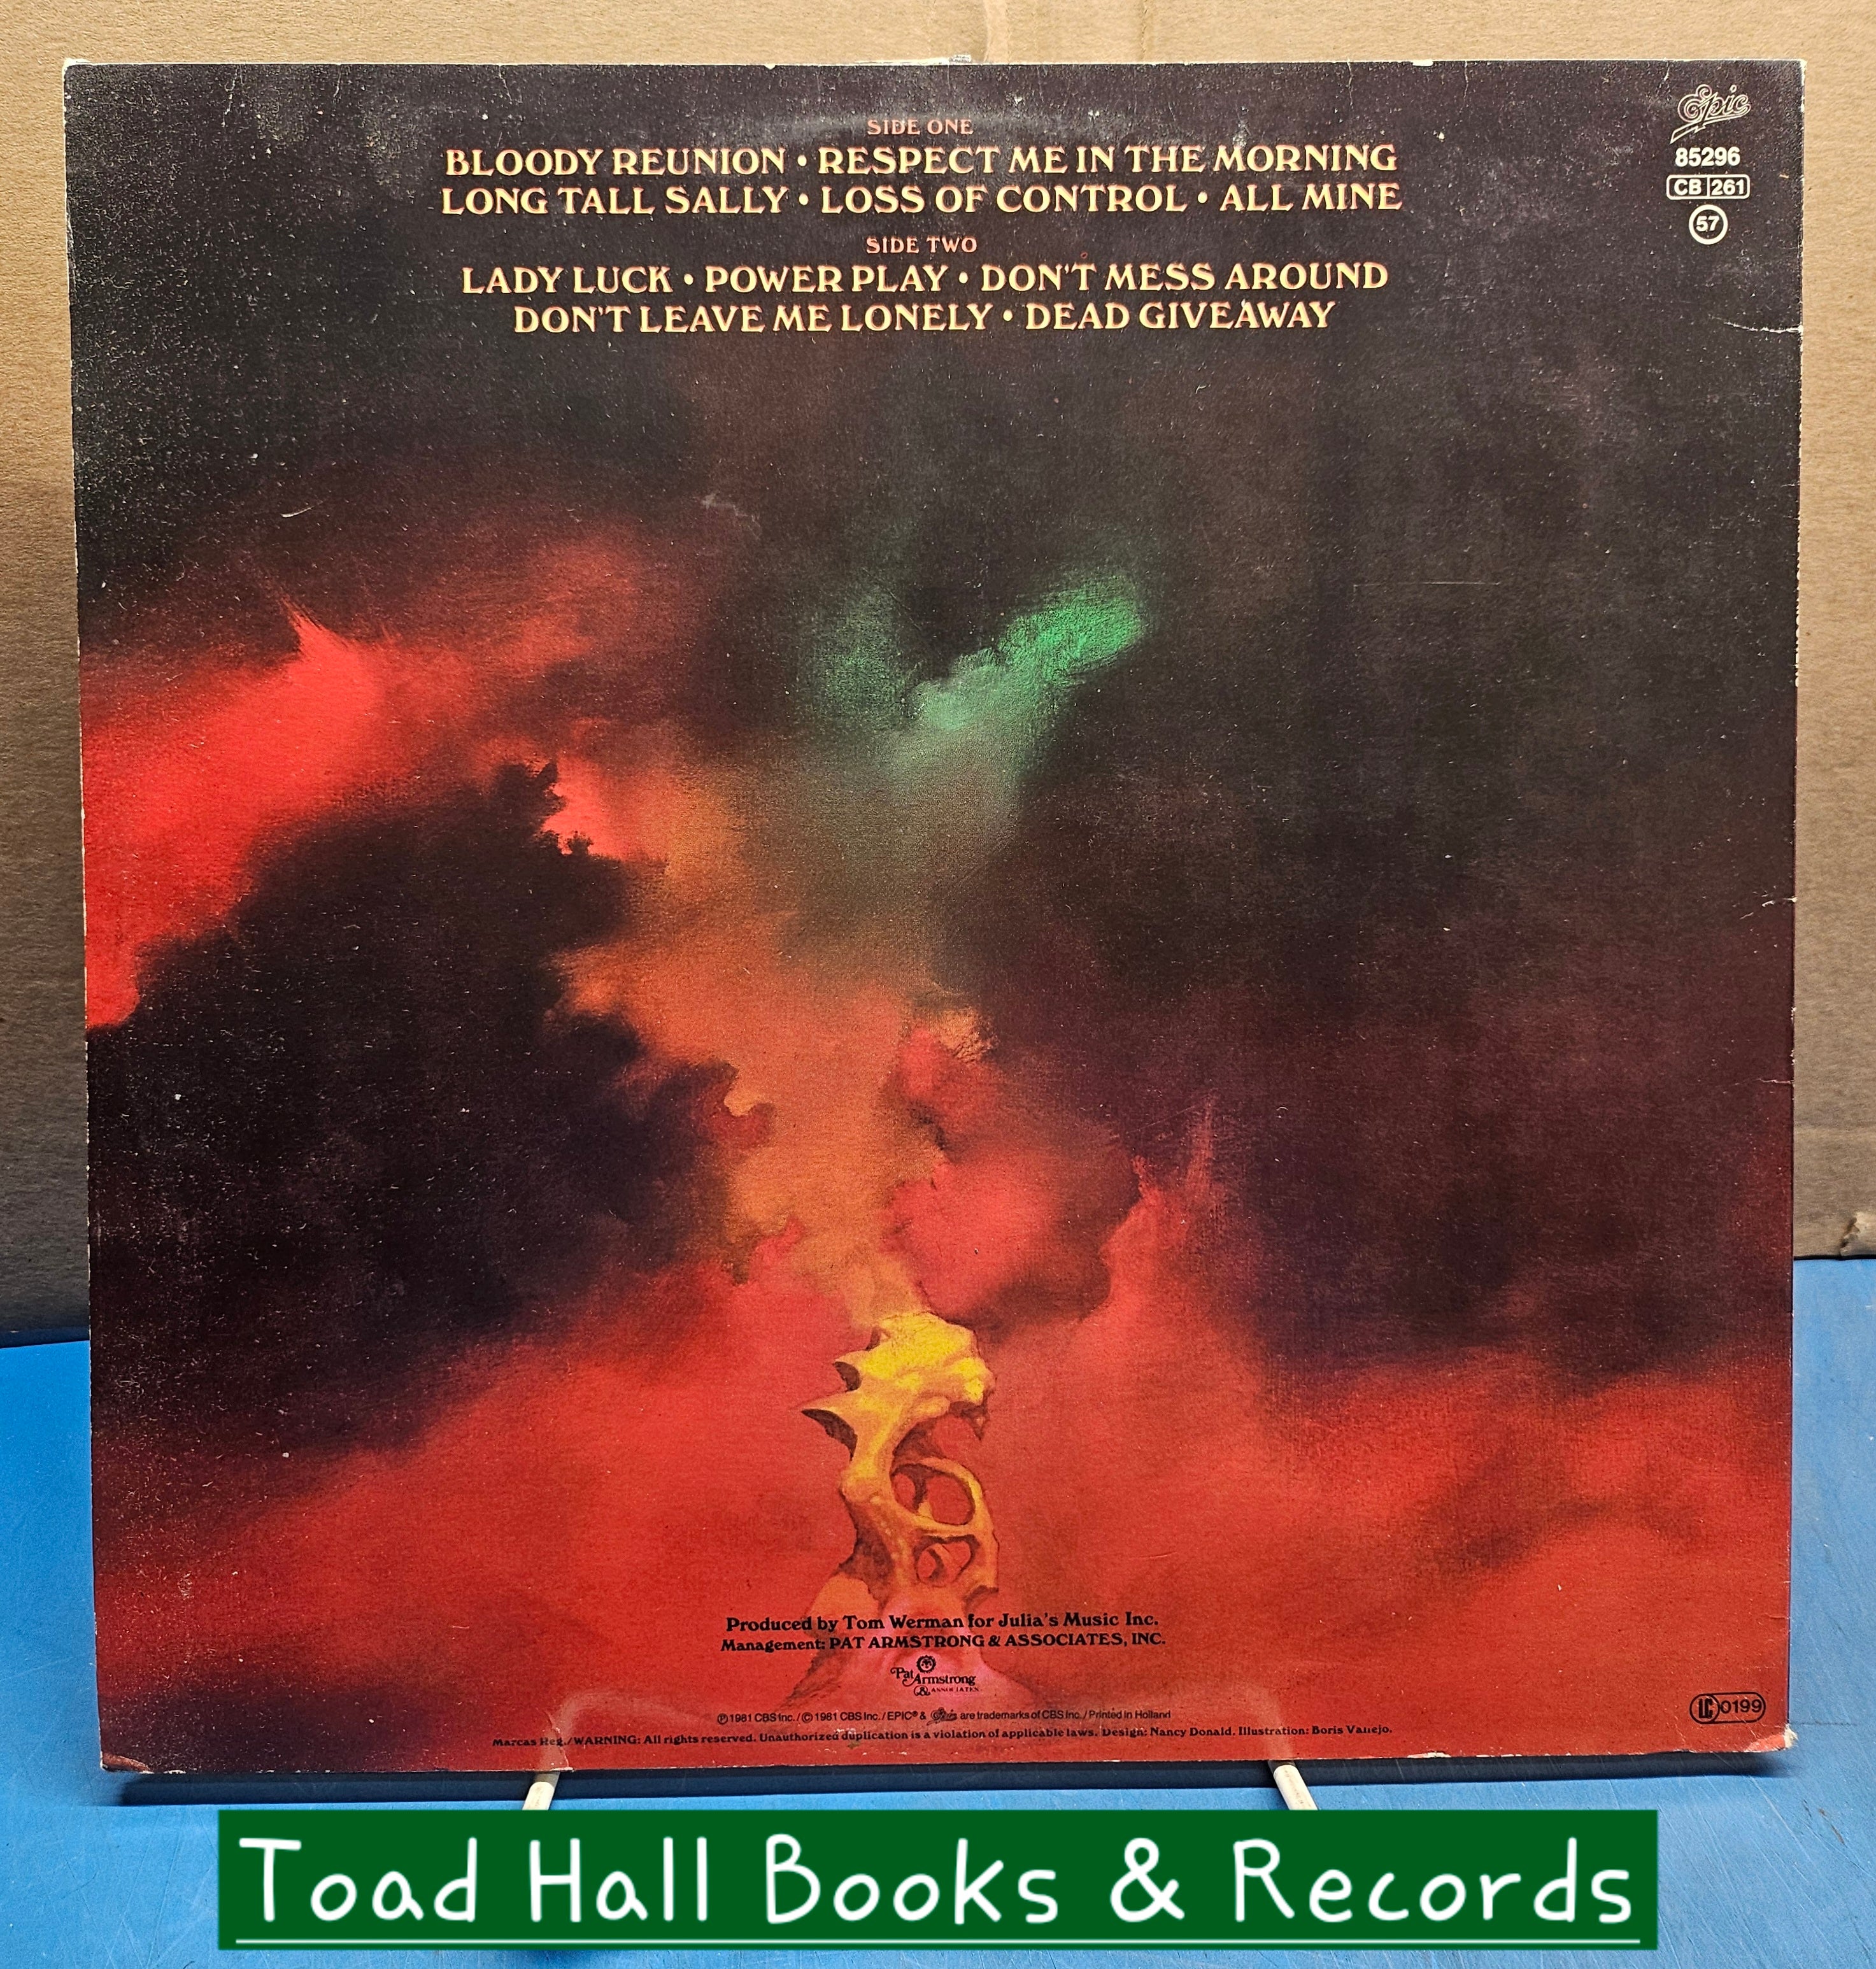 SIDE ONE
BLOODY REUNION • RESPECT ME IN THE MORNING
LONG TALL SALLY • LOSS OF CONTROL • ALL MINE
SIDE TWO
LADY LUCK • POWER PLAY • DON'T MESS AROUND
DON'T LEAVE ME LONELY • DEAD GIVEAWAY
Epic
85296
CB 261
57
Produced by Tom Werman for Julia's Music Inc.
Management: PAT ARMSTRONG & ASSOCIATES, INC.
Pat
Armstrong
& ASSOCIATES
℗ 1981 CBS Inc. / © 1981 CBS Inc. / EPIC® & Epic are trademarks of CBS Inc. / Printed in Holland
Marcas Reg. / WARNING: All rights reserved. Unauthorized duplication is a violation of applicable laws. Design: Nancy Donald. Illustration: Boris Vallejo.
LC 0199
Toad Hall Books & Records